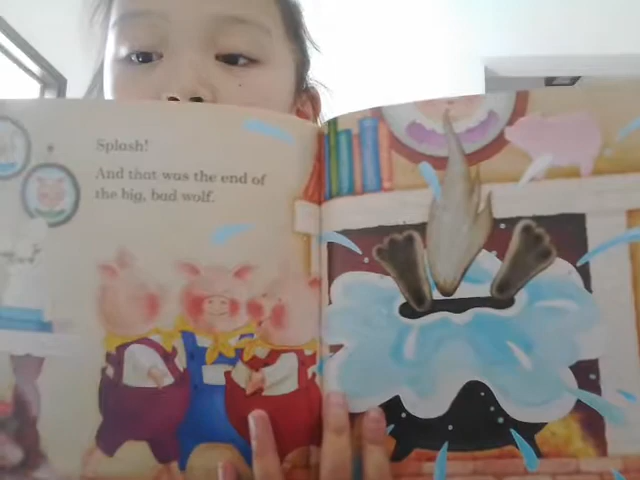 Splash!
And that was the end of
the big, bad wolf.